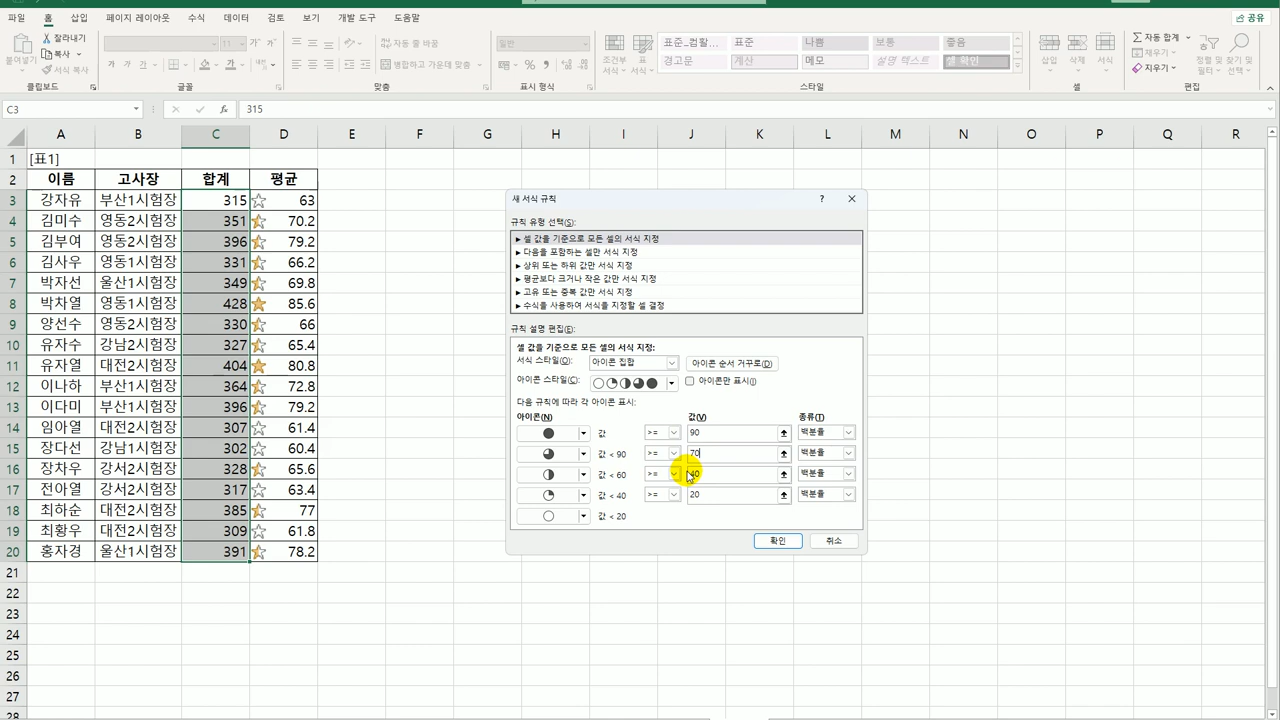 파일 홈 삽입 페이지 레이아웃 수식 데이터 검토 보기 개발 도구 도움말 공유
잘라내기 11 가 가 자동 줄 바꿈 일반 표준_컴활... 표준 나쁨 보통 좋음 자동 합계
붙여넣기 복사 조건부 서식 표 서식 경고문 계산 메모 설명 텍스트 셀 확인 삽입 삭제 서식 채우기 정렬 및 필터 찾기 및 선택
서식 복사 가 가 가 병합하고 가운데 맞춤 % 지우기
클립보드 글꼴 맞춤 표시 형식 스타일 셀 편집
C3 fx 315
A B C D E F G H I J K L M N O P Q R
1 [표1]
2 이름 고사장 합계 평균
3 강자유 부산1시험장 315 63
4 김미수 영동2시험장 351 70.2
5 김부여 영동2시험장 396 79.2
6 김사우 영동1시험장 331 66.2
7 박자선 울산1시험장 349 69.8
8 박차열 영동1시험장 428 85.6
9 양선수 영동2시험장 330 66
10 유자수 강남2시험장 327 65.4
11 유자열 대전2시험장 404 80.8
12 이나하 부산1시험장 364 72.8
13 이다미 부산1시험장 396 79.2
14 임아열 대전2시험장 307 61.4
15 장다선 강남1시험장 302 60.4
16 장차우 강서2시험장 328 65.6
17 전아열 강서2시험장 317 63.4
18 최하순 대전2시험장 385 77
19 최황우 대전2시험장 309 61.8
20 홍자경 울산1시험장 391 78.2
21
22
23
24
25
26
27
28
새 서식 규칙 ?
규칙 유형 선택(S):
► 셀 값을 기준으로 모든 셀의 서식 지정
► 다음을 포함하는 셀만 서식 지정
► 상위 또는 하위 값만 서식 지정
► 평균보다 크거나 작은 값만 서식 지정
► 고유 또는 중복 값만 서식 지정
► 수식을 사용하여 서식을 지정할 셀 결정
규칙 설명 편집(E):
셀 값을 기준으로 모든 셀의 서식 지정:
서식 스타일(O): 아이콘 집합 아이콘 순서 거꾸로(D)
아이콘 스타일(C): 아이콘만 표시(I)
다음 규칙에 따라 각 아이콘 표시:
아이콘(N) 값(V) 종류(T)
값 >= 90 백분율
값 < 90 >= 70 백분율
값 < 60 >= 40 백분율
값 < 40 >= 20 백분율
값 < 20
확인 취소